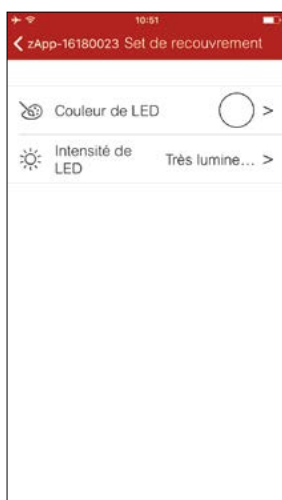 10:51
zApp-16180023 Set de recouvrement
Couleur de LED
>
Intensité de
LED
Très lumine... >